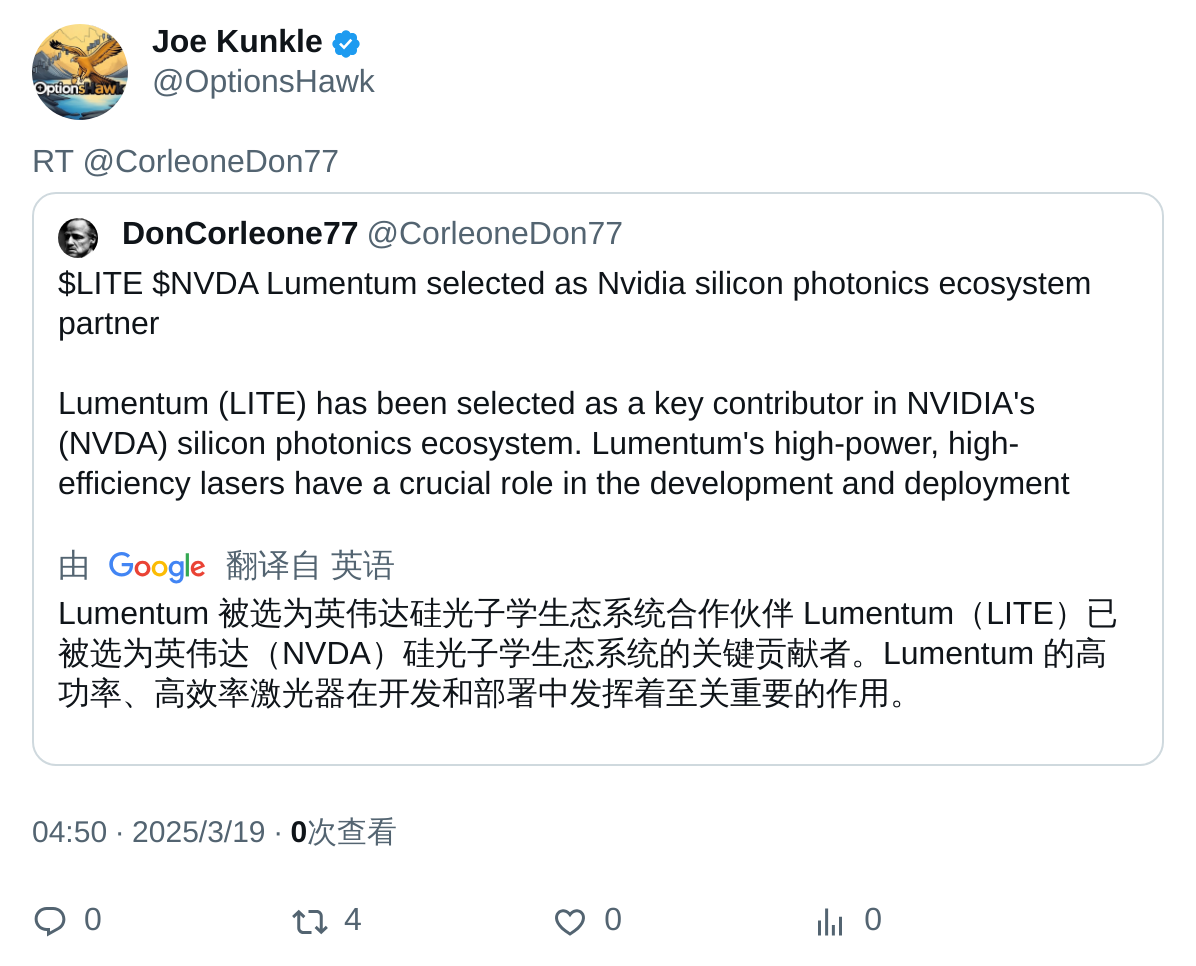 Joe Kunkle
@OptionsHawk
OptionsHawk
RT @CorleoneDon77
DonCorleone77 @CorleoneDon77
$LITE $NVDA Lumentum selected as Nvidia silicon photonics ecosystem
partner
Lumentum (LITE) has been selected as a key contributor in NVIDIA's
(NVDA) silicon photonics ecosystem. Lumentum's high-power, high-
efficiency lasers have a crucial role in the development and deployment
由 Google 翻译自 英语
Lumentum 被选为英伟达硅光子学生态系统合作伙伴 Lumentum（LITE）已
被选为英伟达（NVDA）硅光子学生态系统的关键贡献者。Lumentum 的高
功率、高效率激光器在开发和部署中发挥着至关重要的作用。
04:50 · 2025/3/19 · 0次查看
0 4 0 0